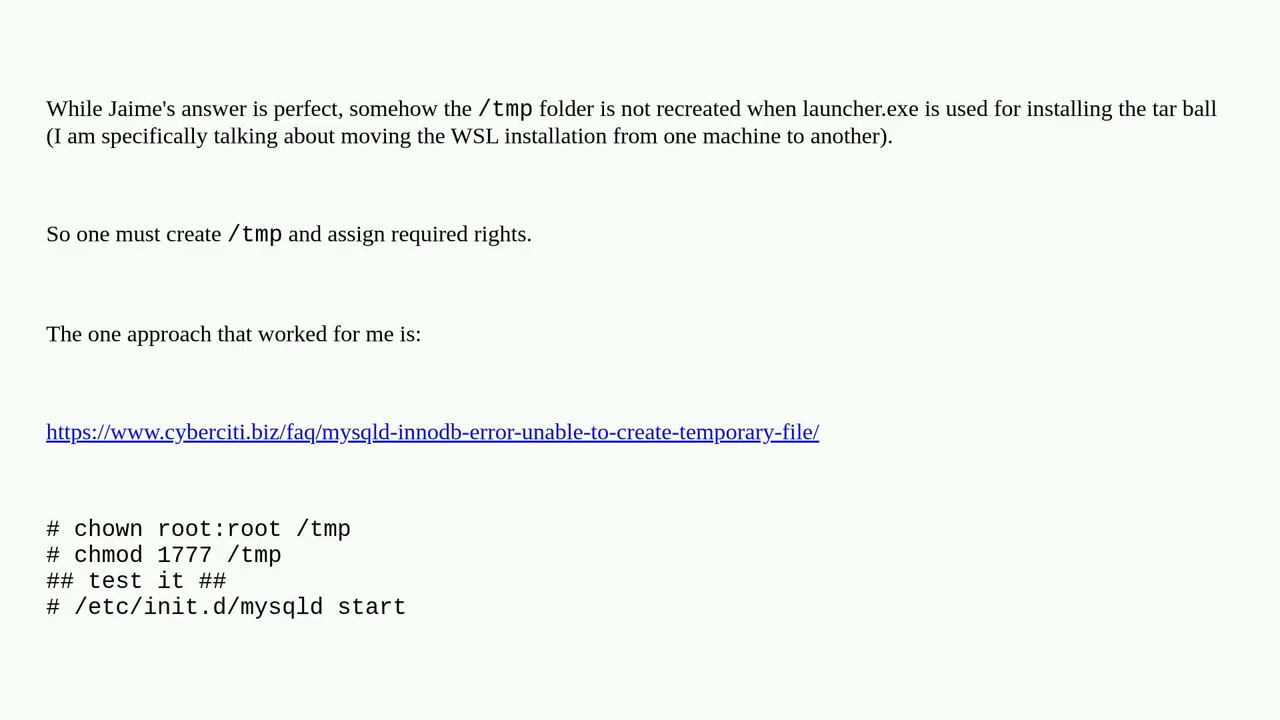 While Jaime's answer is perfect, somehow the /tmp folder is not recreated when launcher.exe is used for installing the tar ball
(I am specifically talking about moving the WSL installation from one machine to another).
So one must create /tmp and assign required rights.
The one approach that worked for me is:
https://www.cyberciti.biz/faq/mysqld-innodb-error-unable-to-create-temporary-file/
# chown root:root /tmp
# chmod 1777 /tmp
## test it ##
# /etc/init.d/mysqld start